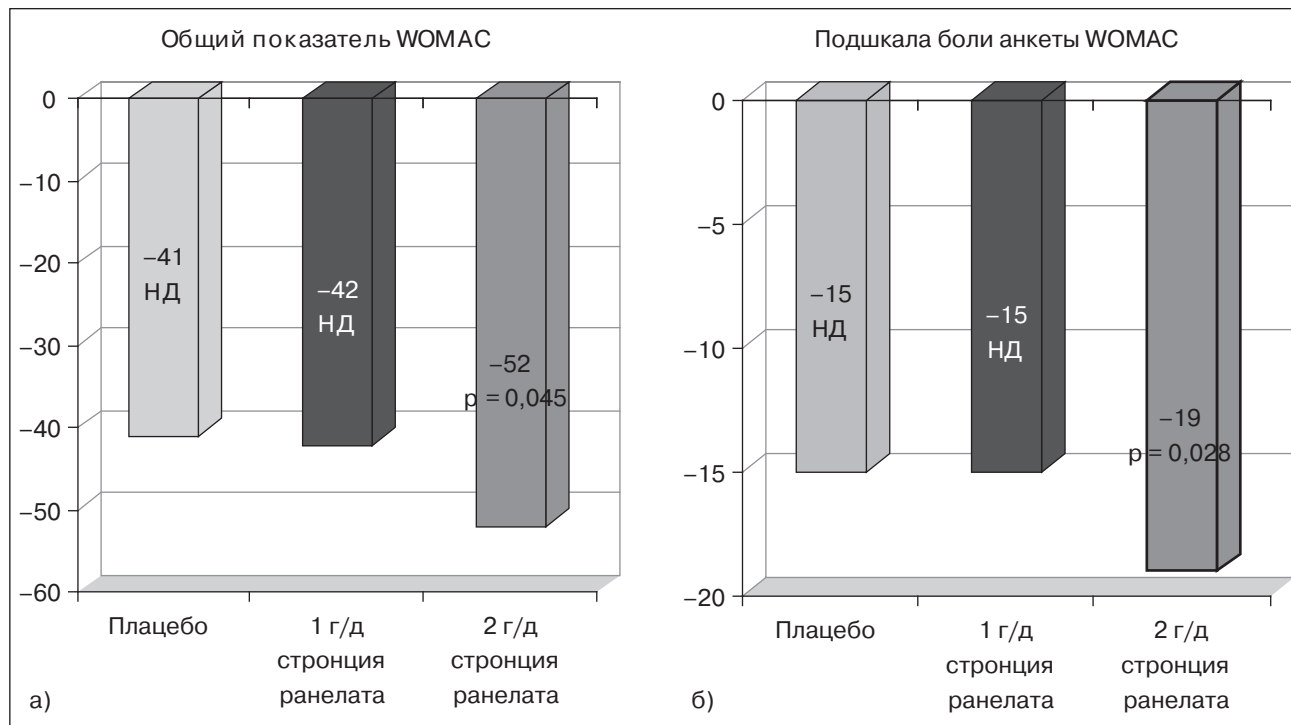 Общий показатель WOMAC
0
−10
−20
−30
−40
−50
−60
−41
НД
−42
НД
−52
p = 0,045
Плацебо
1 г/д
стронция
ранелата
2 г/д
стронция
ранелата
а)
Подшкала боли анкеты WOMAC
0
−5
−10
−15
−20
−15
НД
−15
НД
−19
p = 0,028
Плацебо
1 г/д
стронция
ранелата
2 г/д
стронция
ранелата
б)